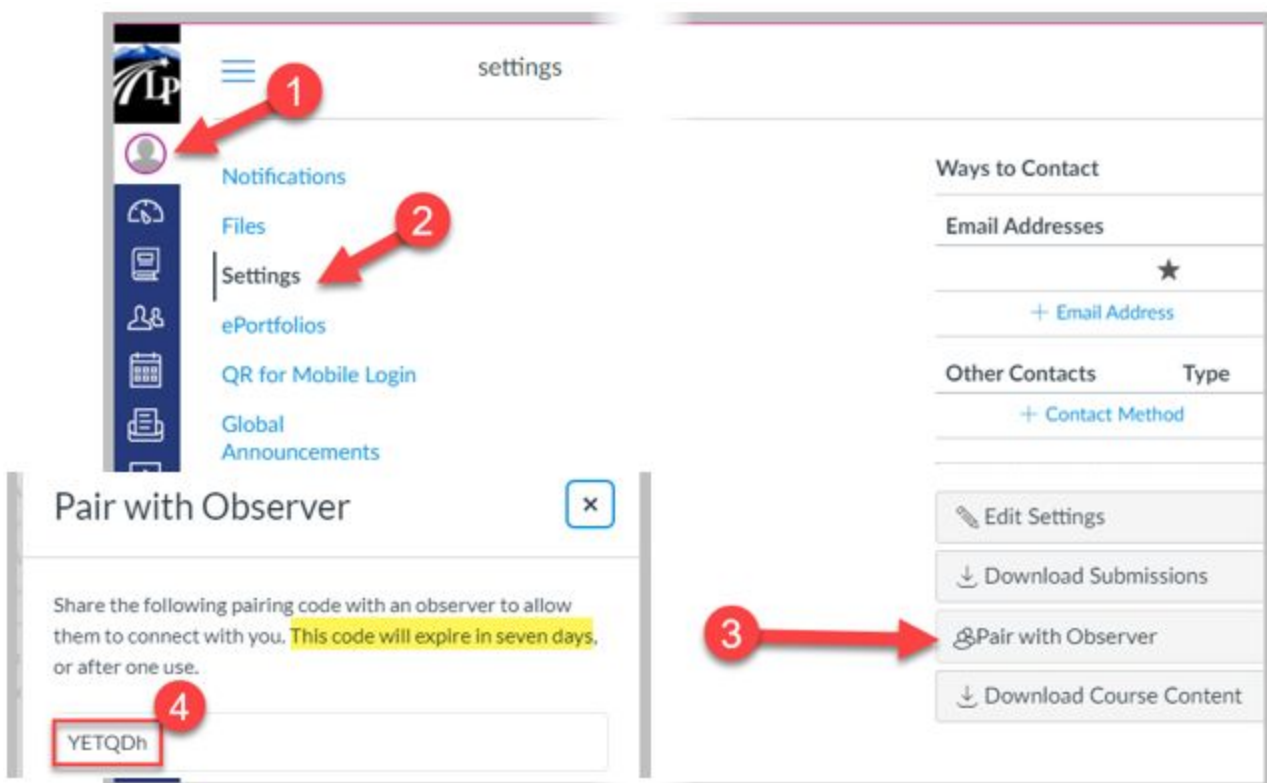 LP
settings
1
Notifications
Files
2
Settings
ePortfolios
QR for Mobile Login
Global
Announcements
Ways to Contact
Email Addresses
★
+ Email Address
Other Contacts Type
+ Contact Method
Edit Settings
Download Submissions
3
Pair with Observer
Download Course Content
Pair with Observer
×
Share the following pairing code with an observer to allow
them to connect with you. This code will expire in seven days,
or after one use.
4
YETQDh